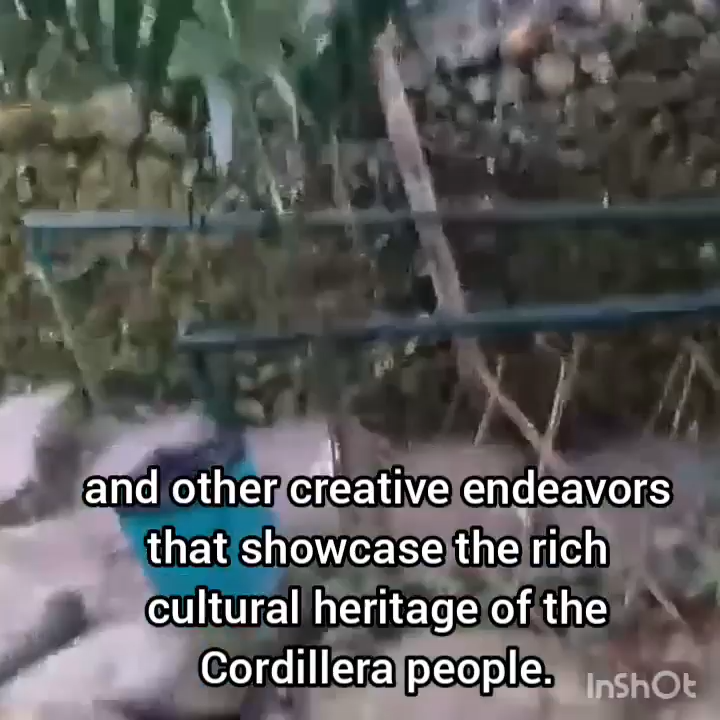 and other creative endeavors
that showcase the rich
cultural heritage of the
Cordillera people.
InShOt